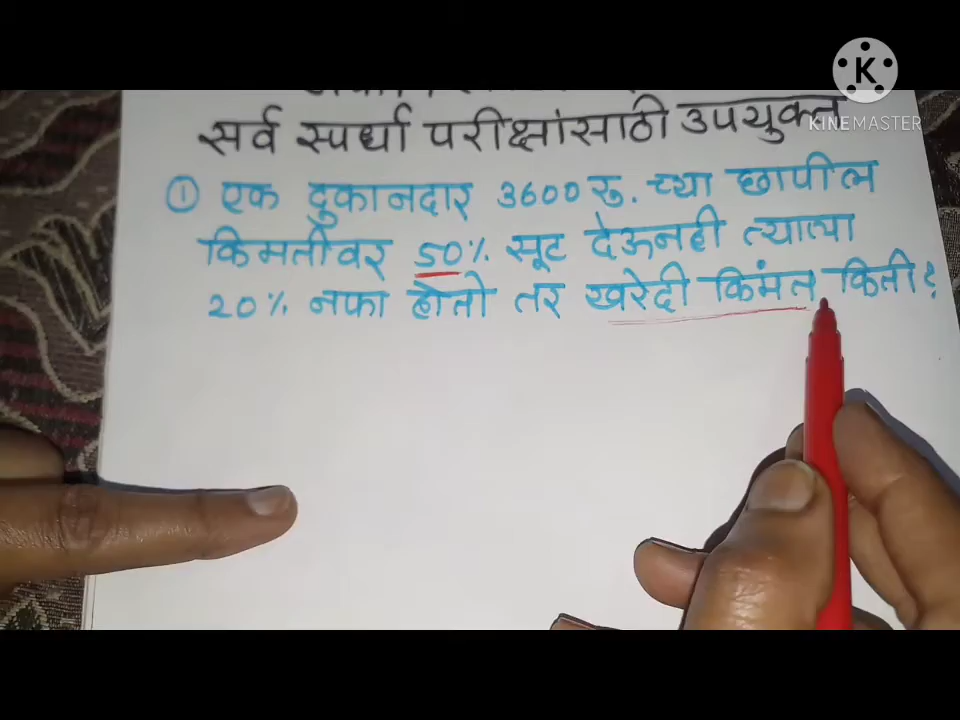 K
KINEMASTER
सर्व स्पर्धा परीक्षांसाठी उपयुक्त
① एक दुकानदार 3600 रु. च्या छापील
किमतीवर 50% सूट देऊनही त्याला
20% नफा होतो तर खरेदी किंमत किती?